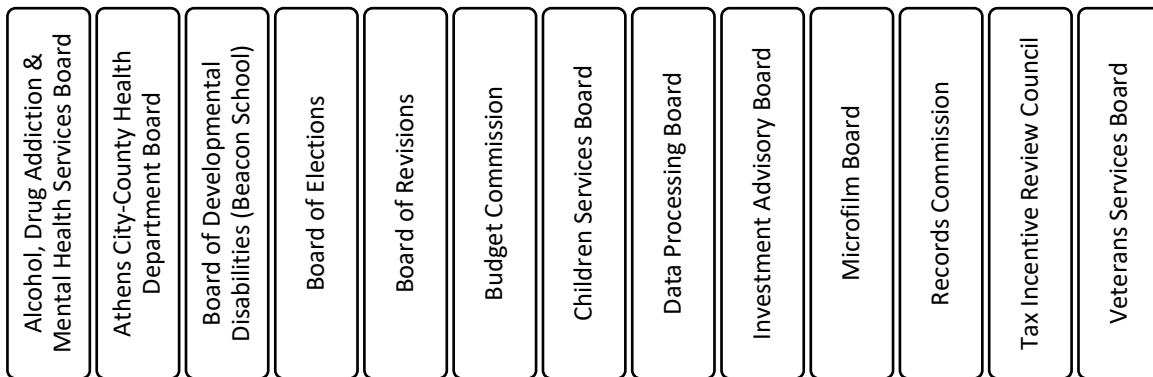 Alcohol, Drug Addiction &
Mental Health Services Board
Athens City-County Health
Department Board
Board of Developmental
Disabilities (Beacon School)
Board of Elections
Board of Revisions
Budget Commission
Children Services Board
Data Processing Board
Investment Advisory Board
Microfilm Board
Records Commission
Tax Incentive Review Council
Veterans Services Board